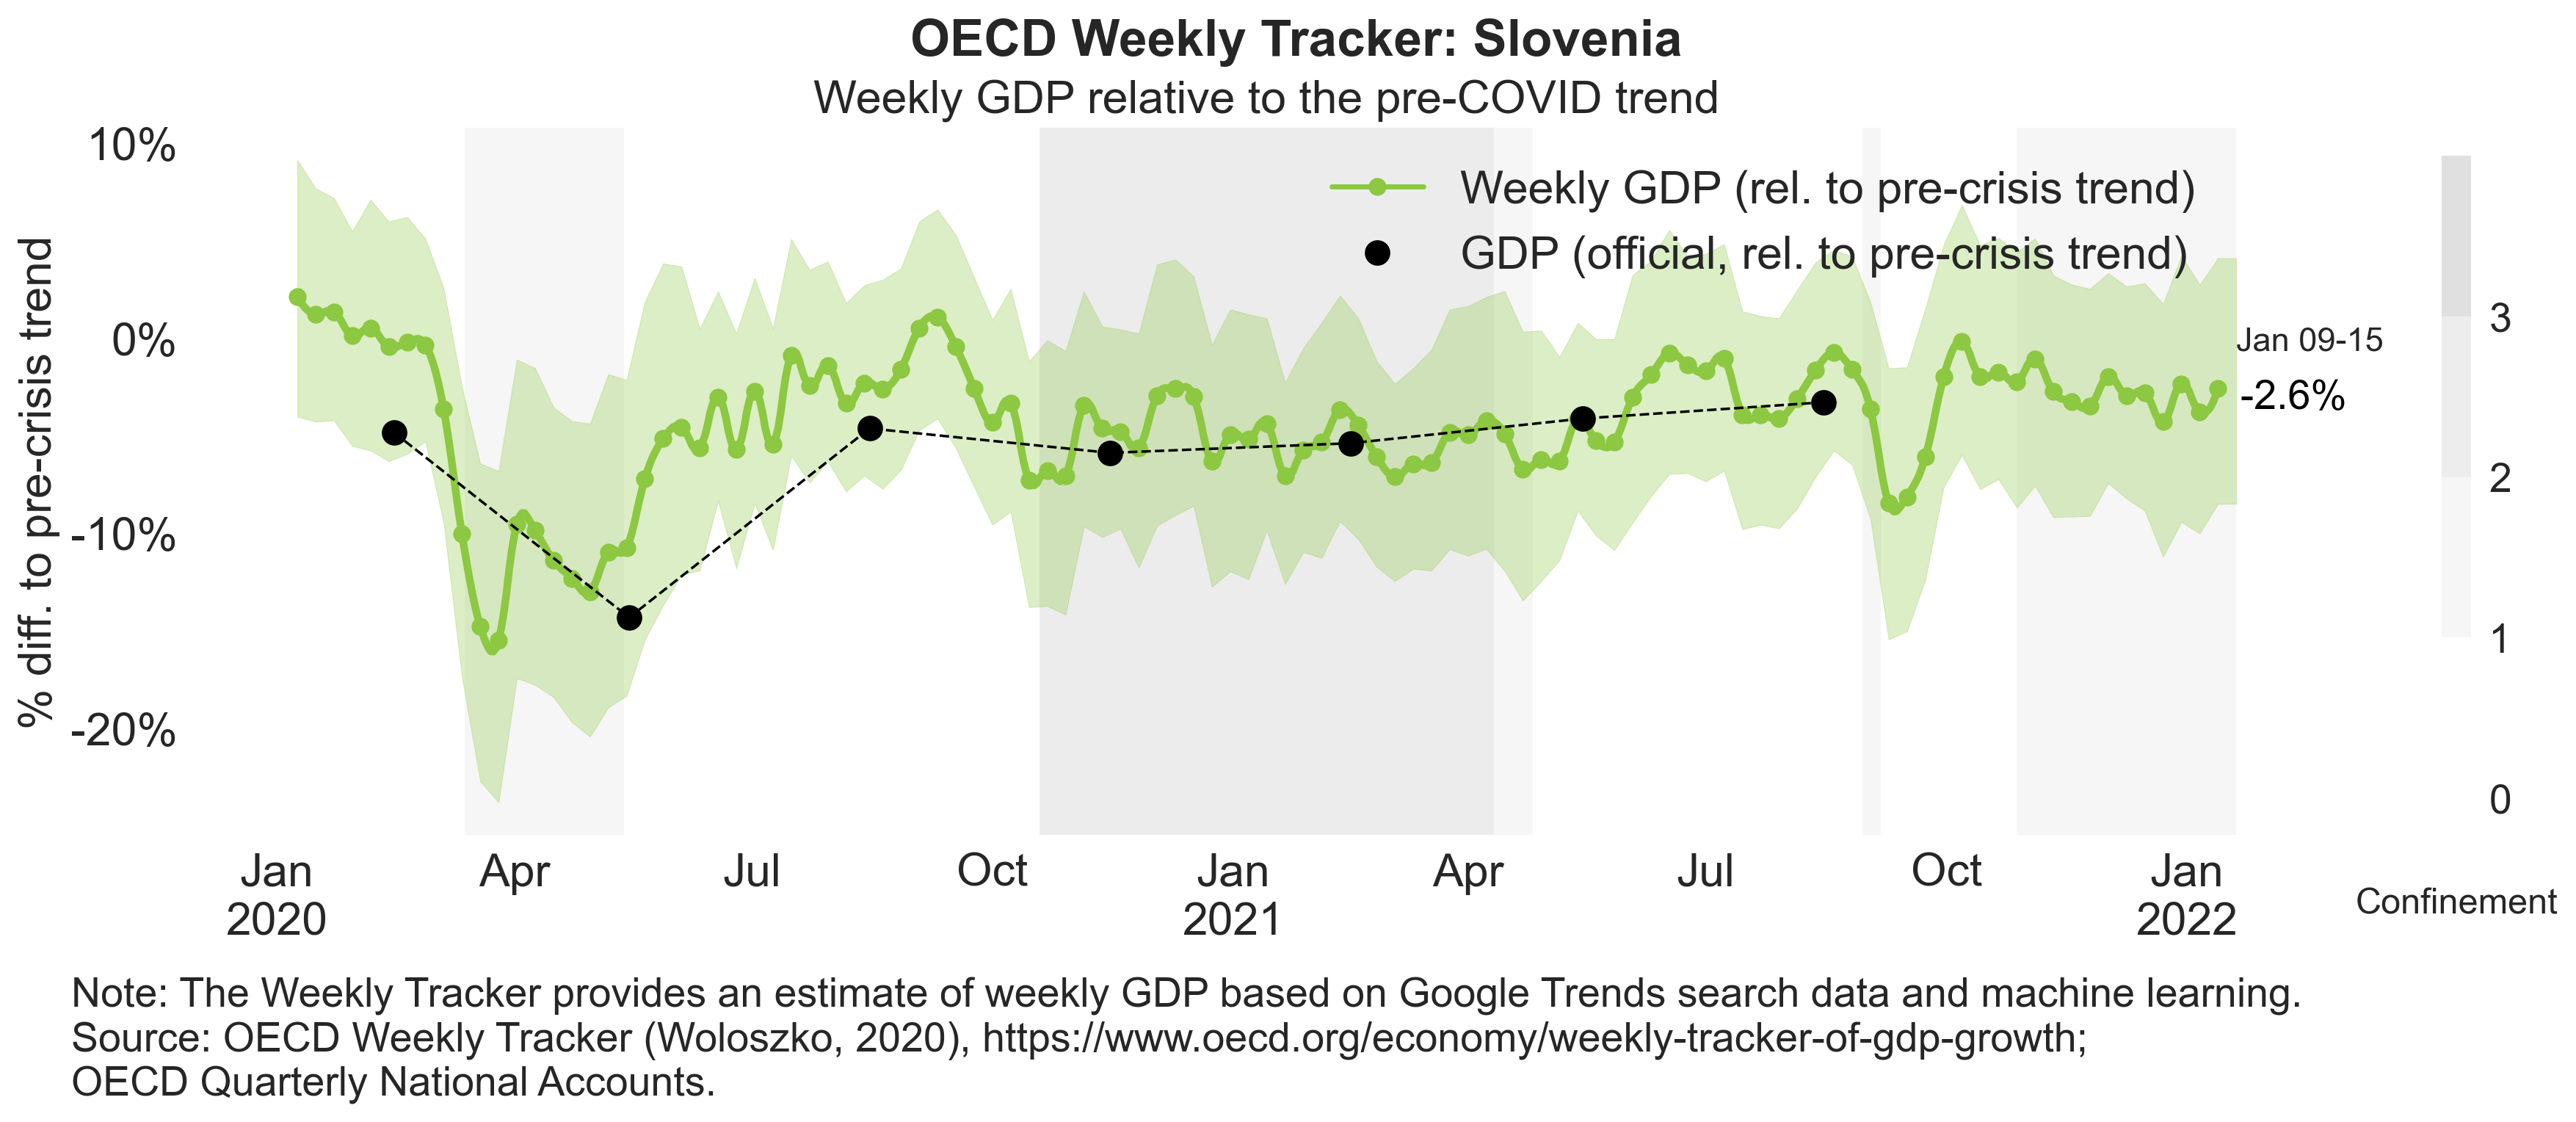 OECD Weekly Tracker: Slovenia
Weekly GDP relative to the pre-COVID trend
% diff. to pre-crisis trend
10%
0%
-10%
-20%
Weekly GDP (rel. to pre-crisis trend)
GDP (official, rel. to pre-crisis trend)
Jan 09-15
-2.6%
3
2
1
0
Confinement
Jan Apr Jul Oct Jan Apr Jul Oct Jan
2020 2021 2022
Note: The Weekly Tracker provides an estimate of weekly GDP based on Google Trends search data and machine learning.
Source: OECD Weekly Tracker (Woloszko, 2020), https://www.oecd.org/economy/weekly-tracker-of-gdp-growth;
OECD Quarterly National Accounts.